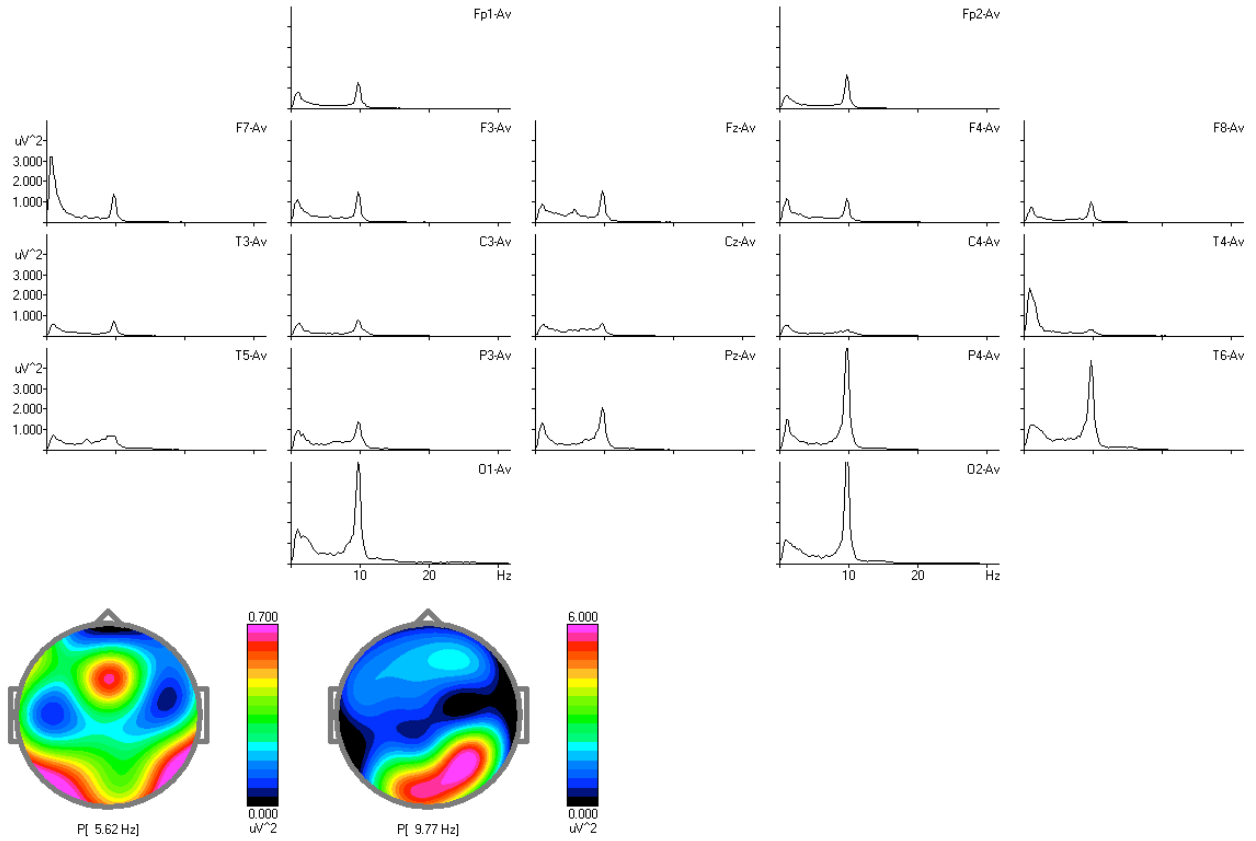 Fp1-Av Fp2-Av
F7-Av F3-Av Fz-Av F4-Av F8-Av
uV^2
3.000
2.000
1.000
T3-Av C3-Av Cz-Av C4-Av T4-Av
uV^2
3.000
2.000
1.000
T5-Av P3-Av Pz-Av P4-Av T6-Av
uV^2
3.000
2.000
1.000
O1-Av O2-Av
10 20 Hz 10 20 Hz
0.700 6.000
0.000 0.000
uV^2 uV^2
P[ 5.62 Hz] P[ 9.77 Hz]